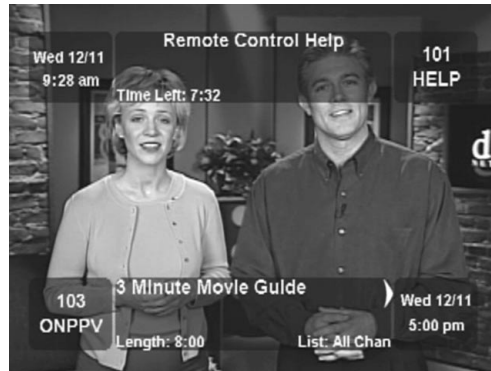 Remote Control Help
Wed 12/11
9:28 am
101
HELP
Time Left: 7:32
d
3 Minute Movie Guide
103
ONPPV
Wed 12/11
5:00 pm
Length: 8:00
List: All Chan